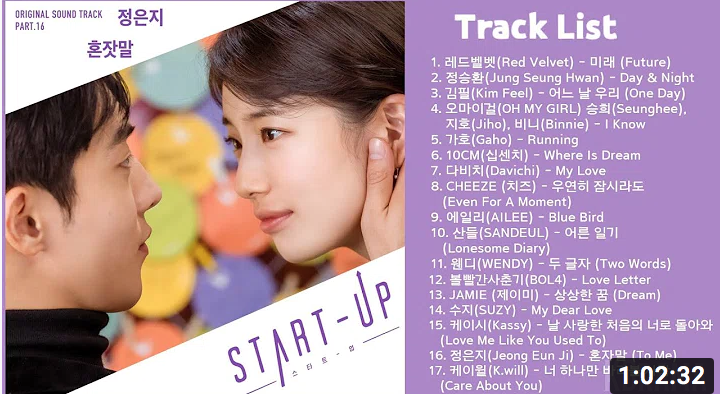 ORIGINAL SOUND TRACK
PART.16
정은지
혼잣말
START-UP
스타트-업
Track List
1. 레드벨벳(Red Velvet) - 미래 (Future)
2. 정승환(Jung Seung Hwan) - Day & Night
3. 김필(Kim Feel) - 어느 날 우리 (One Day)
4. 오마이걸(OH MY GIRL) 승희(Seunghee),
지호(Jiho), 비니(Binnie) - I Know
5. 가호(Gaho) - Running
6. 10CM(십센치) - Where Is Dream
7. 다비치(Davichi) - My Love
8. CHEEZE (치즈) - 우연히 잠시라도
(Even For A Moment)
9. 에일리(AILEE) - Blue Bird
10. 산들(SANDEUL) - 어른 일기
(Lonesome Diary)
11. 웬디(WENDY) - 두 글자 (Two Words)
12. 볼빨간사춘기(BOL4) - Love Letter
13. JAMIE (제이미) - 상상한 꿈 (Dream)
14. 수지(SUZY) - My Dear Love
15. 케이시(Kassy) - 날 사랑한 처음의 너로 돌아와
(Love Me Like You Used To)
16. 정은지(Jeong Eun Ji) - 혼자말 (To Me)
17. 케이윌(K.will) - 너 하나만
(Care About You)
1:02:32